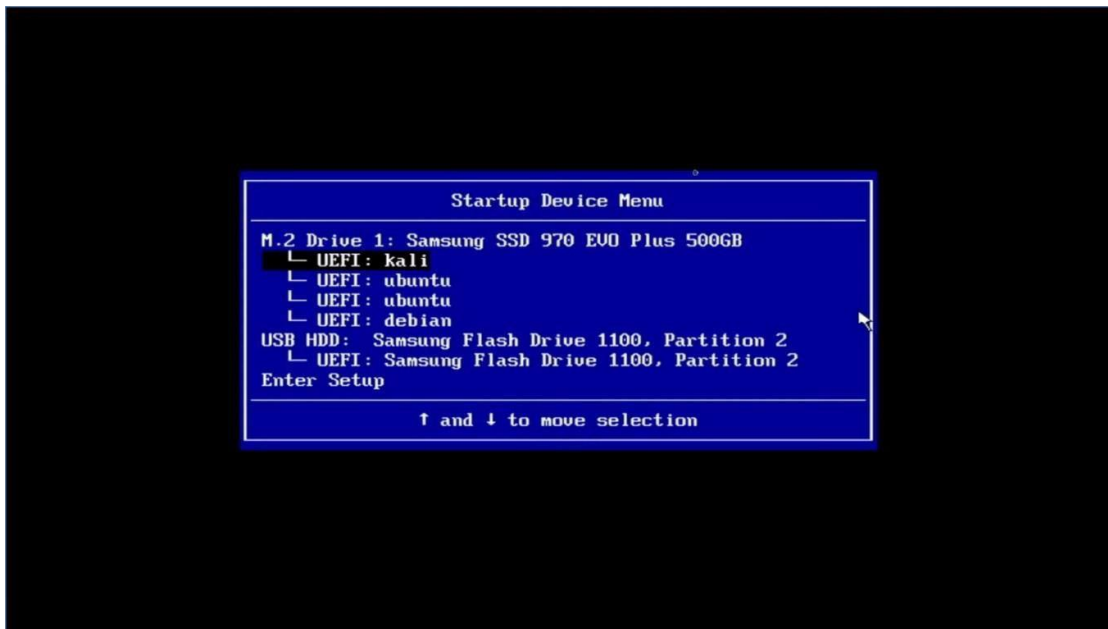 Startup Device Menu
M.2 Drive 1: Samsung SSD 970 EVO Plus 500GB
UEFI: kali
UEFI: ubuntu
UEFI: ubuntu
UEFI: debian
USB HDD: Samsung Flash Drive 1100, Partition 2
UEFI: Samsung Flash Drive 1100, Partition 2
Enter Setup
↑ and ↓ to move selection